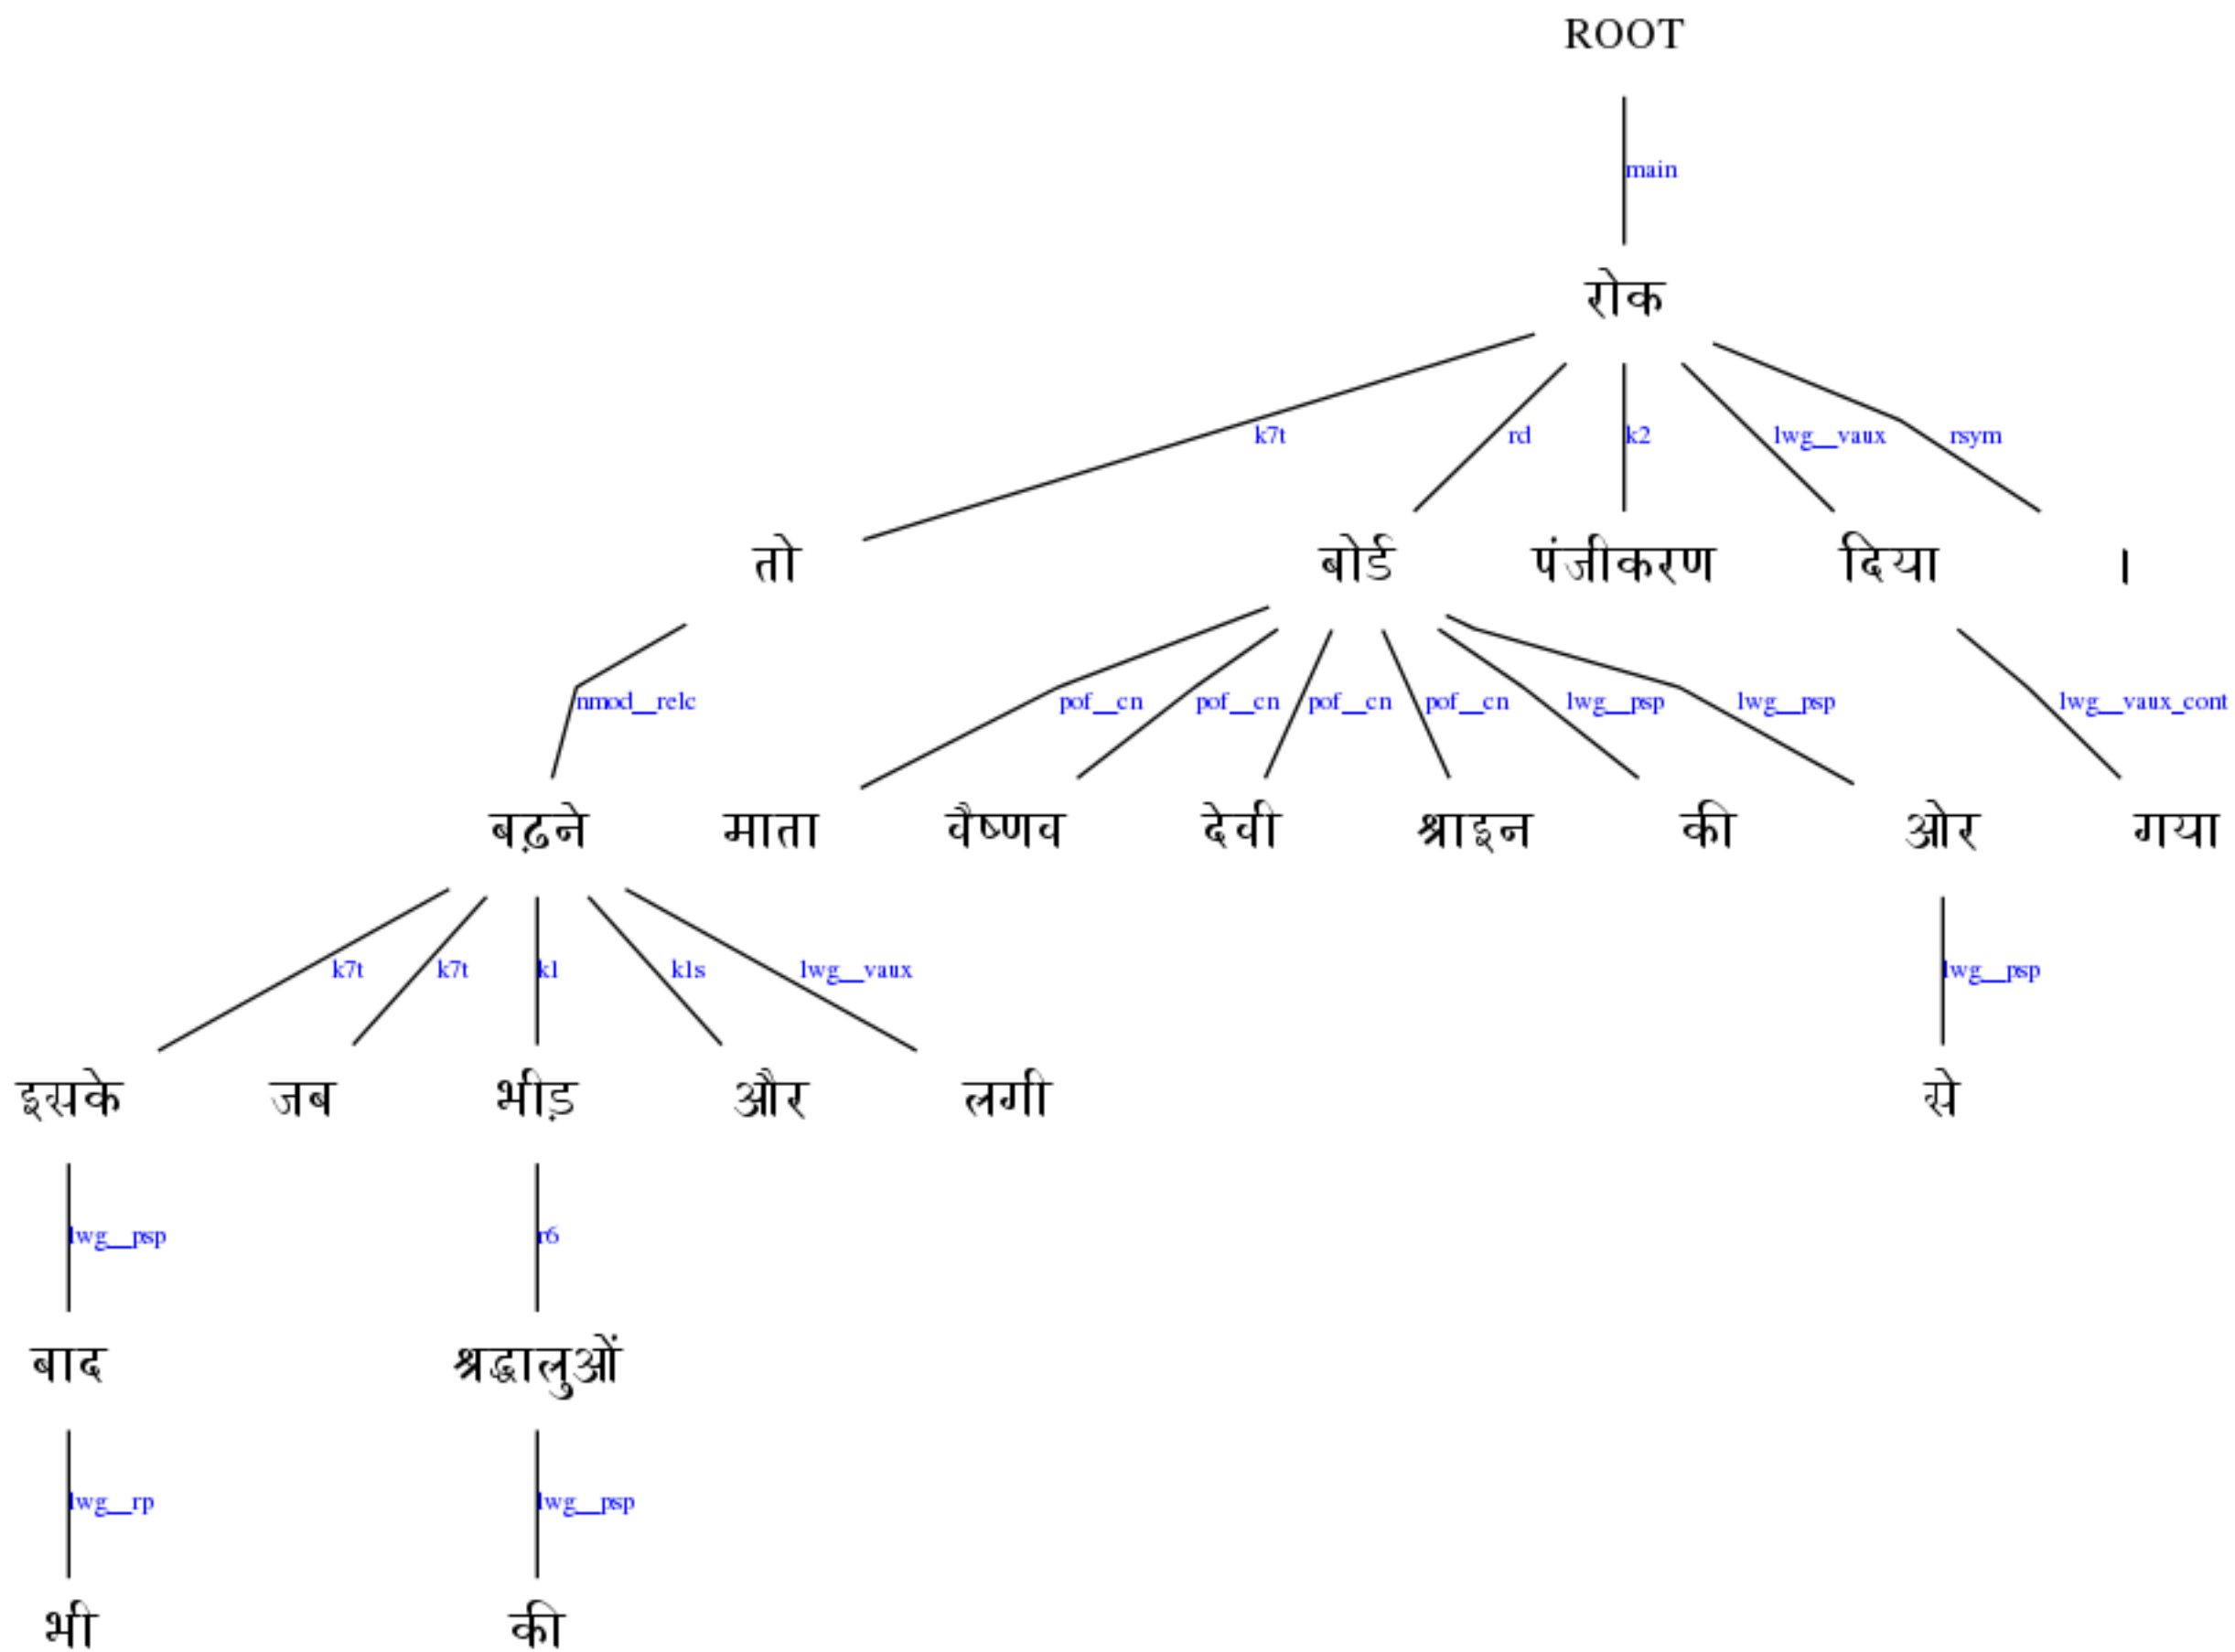 ROOT
main
रोक
k7t rd k2 lwg__vaux rsym
तो बोर्ड पंजीकरण दिया ।
nmod__relc pof__cn pof__cn pof__cn pof__cn lwg__psp lwg__psp lwg__vaux_cont
बढ़ने माता वैष्णव देवी श्राइन की ओर गया
k7t k7t k1 k1s lwg__vaux lwg__psp
इसके जब भीड़ और लगी से
lwg__psp r6
बाद श्रद्धालुओं
lwg__rp lwg__psp
भी की